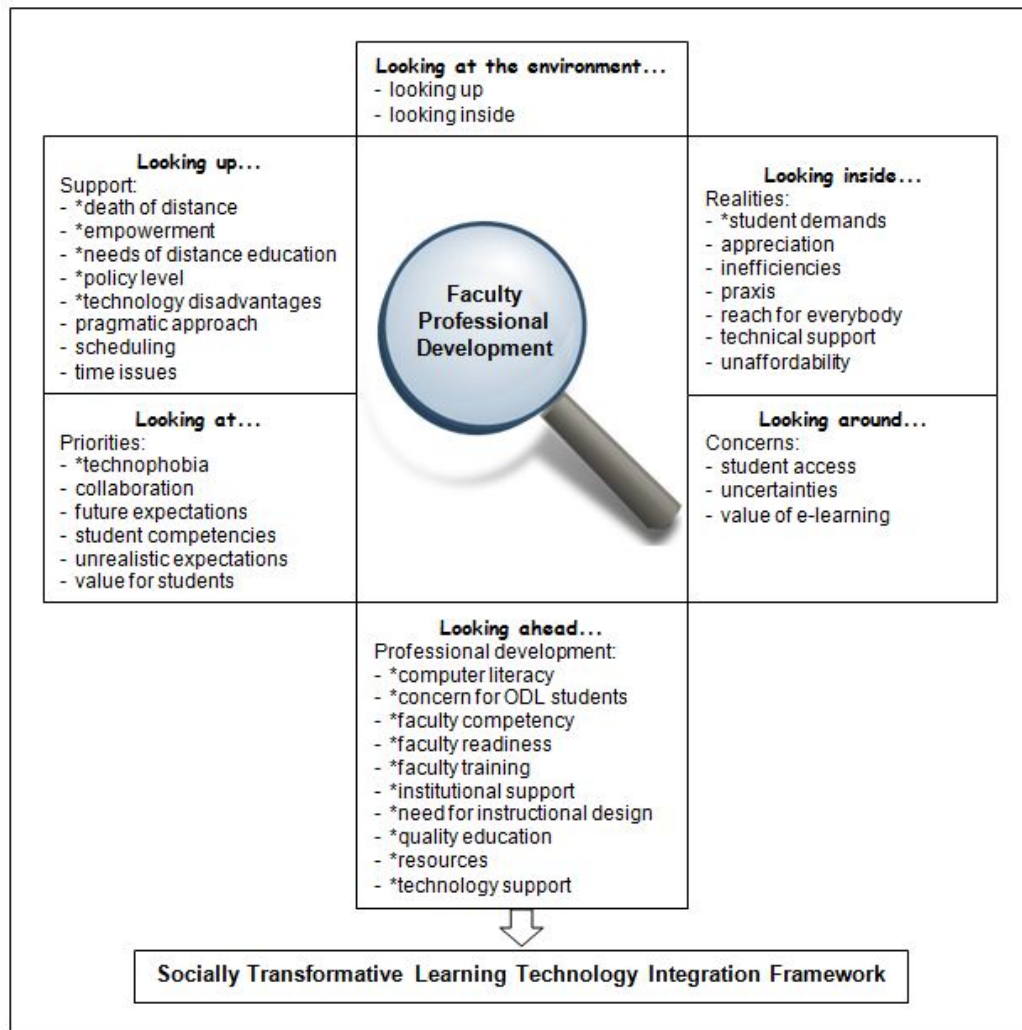 Looking at the environment...
- looking up
- looking inside
Looking up...
Support:
- *death of distance
- *empowerment
- *needs of distance education
- *policy level
- *technology disadvantages
- pragmatic approach
- scheduling
- time issues
Looking inside...
Realities:
- *student demands
- appreciation
- inefficiencies
- praxis
- reach for everybody
- technical support
- unaffordability
Faculty
Professional
Development
Looking at...
Priorities:
- *technophobia
- collaboration
- future expectations
- student competencies
- unrealistic expectations
- value for students
Looking around...
Concerns:
- student access
- uncertainties
- value of e-learning
Looking ahead...
Professional development:
- *computer literacy
- *concern for ODL students
- *faculty competency
- *faculty readiness
- *faculty training
- *institutional support
- *need for instructional design
- *quality education
- *resources
- *technology support
Socially Transformative Learning Technology Integration Framework